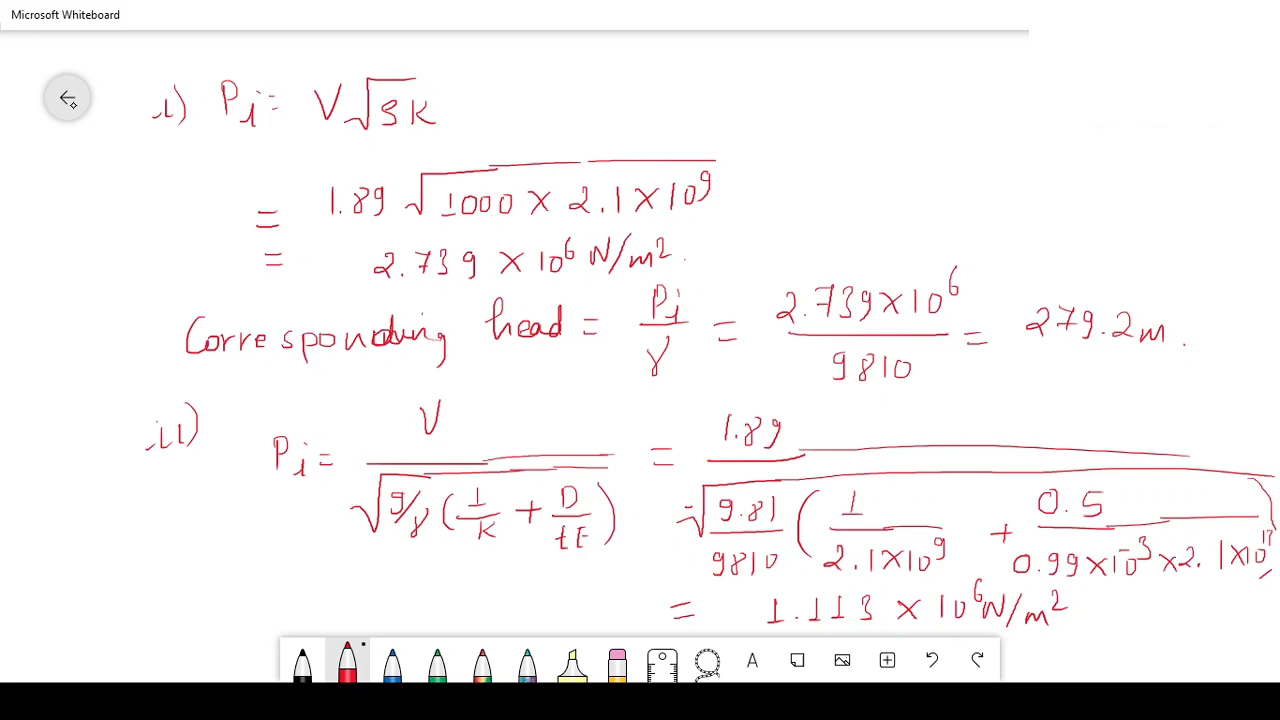 Microsoft Whiteboard
i) Pi = V√ρK
= 1.89 √1000 × 2.1 × 10⁹
= 2.739 × 10⁶ N/m².
Corresponding head = Pi/γ = 2.739×10⁶/9810 = 279.2m.
ii) Pi = V/√(g/γ (1/K + D/tE)) = 1.89/√(9.81/9810 (1/2.1×10⁹ + 0.5/0.99×10⁻³×2.1×10¹¹))
= 1.113 × 10⁶ N/m²